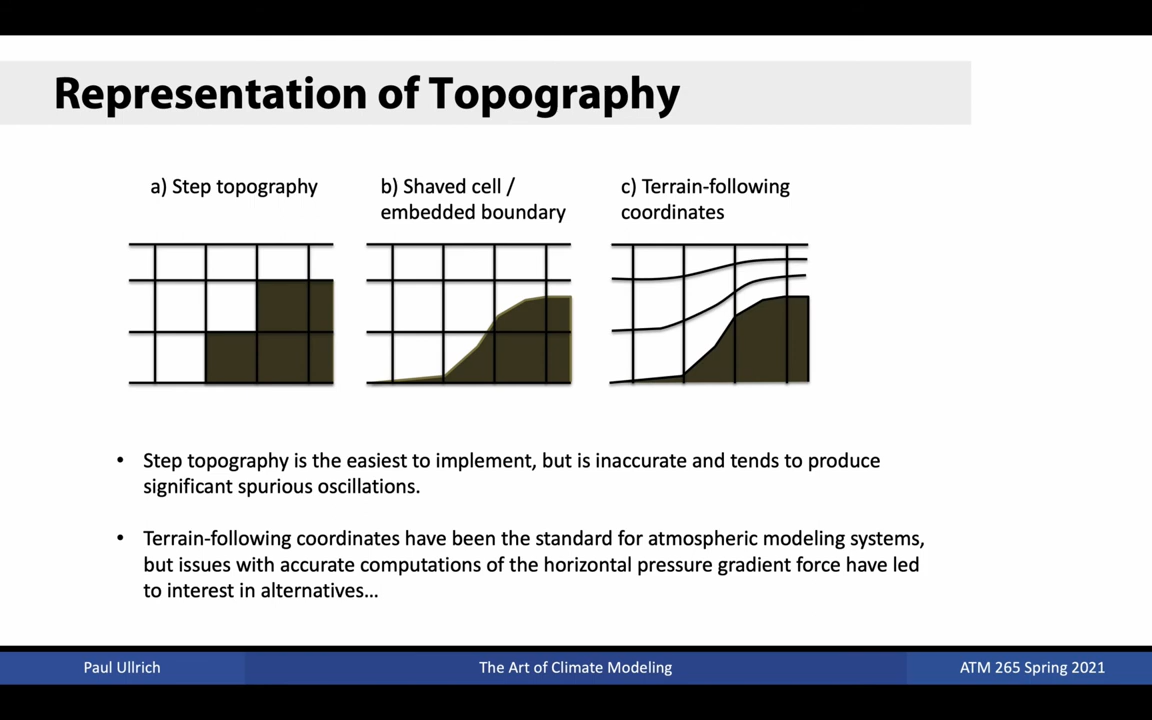 Representation of Topography
a) Step topography
b) Shaved cell /
embedded boundary
c) Terrain-following
coordinates
• Step topography is the easiest to implement, but is inaccurate and tends to produce
significant spurious oscillations.
• Terrain-following coordinates have been the standard for atmospheric modeling systems,
but issues with accurate computations of the horizontal pressure gradient force have led
to interest in alternatives...
Paul Ullrich
The Art of Climate Modeling
ATM 265 Spring 2021